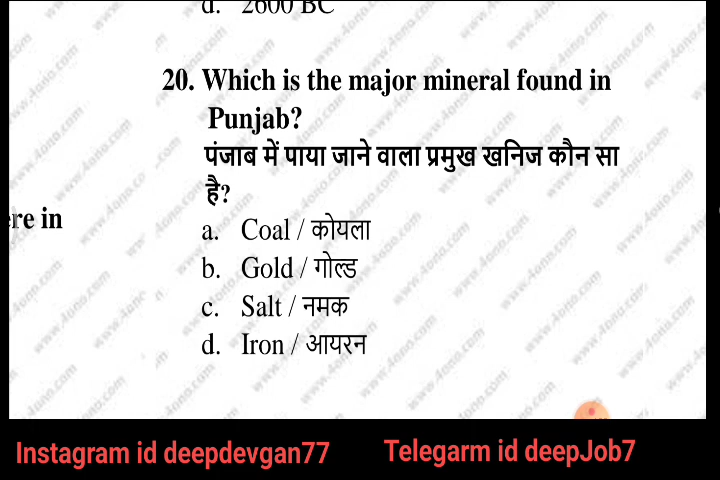 d. 2600 BC
20. Which is the major mineral found in
Punjab?
पंजाब में पाया जाने वाला प्रमुख खनिज कौन सा
है?
re in
a. Coal / कोयला
b. Gold / गोल्ड
c. Salt / नमक
d. Iron / आयरन
Instagram id deepdevgan77 Telegarm id deepJob7